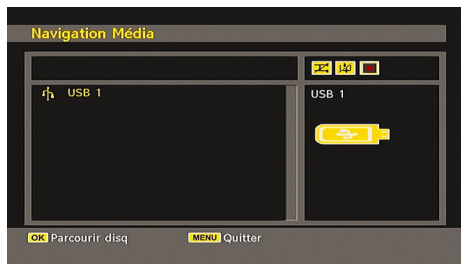 Navigation Média
USB 1
USB 1
OK Parcourir disq
MENU Quitter